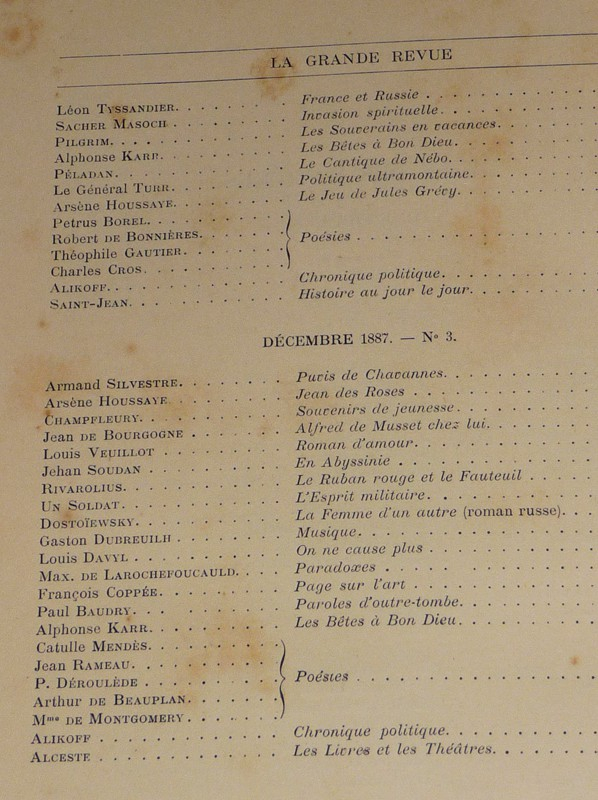 LA GRANDE REVUE
Léon Tyssandier. France et Russie
Sacher Masoch Invasion spirituelle.
Pilgrim. Les Souverains en vacances.
Alphonse Karr. Les Bêtes à Bon Dieu.
Péladan. Le Cantique de Nébo.
Le Général Turr. Politique ultramontaine.
Arsène Houssaye. Le Jeu de Jules Grévy.
Petrus Borel.
Robert de Bonnières. Poésies
Théophile Gautier.
Charles Cros.
Alikoff. Chronique politique.
Saint-Jean. Histoire au jour le jour.
DÉCEMBRE 1887. — No 3.
Armand Silvestre. Puvis de Chavannes.
Arsène Houssaye Jean des Roses
Champfleury. Souvenirs de jeunesse.
Jean de Bourgogne Alfred de Musset chez lui.
Louis Veuillot Roman d'amour.
Jehan Soudan En Abyssinie
Rivarolius. Le Ruban rouge et le Fauteuil
Un Soldat. L'Esprit militaire.
Dostoïewsky. La Femme d'un autre (roman russe).
Gaston Dubreuilh Musique.
Louis Davyl On ne cause plus
Max. de Larochefoucauld. Paradoxes
François Coppée. Page sur l'art
Paul Baudry. Paroles d'outre-tombe.
Alphonse Karr. Les Bêtes à Bon Dieu.
Catulle Mendès.
Jean Rameau.
P. Déroulède Poésies
Arthur de Beauplan.
Mme de Montgomery.
Alikoff Chronique politique.
Alceste Les Livres et les Théâtres.